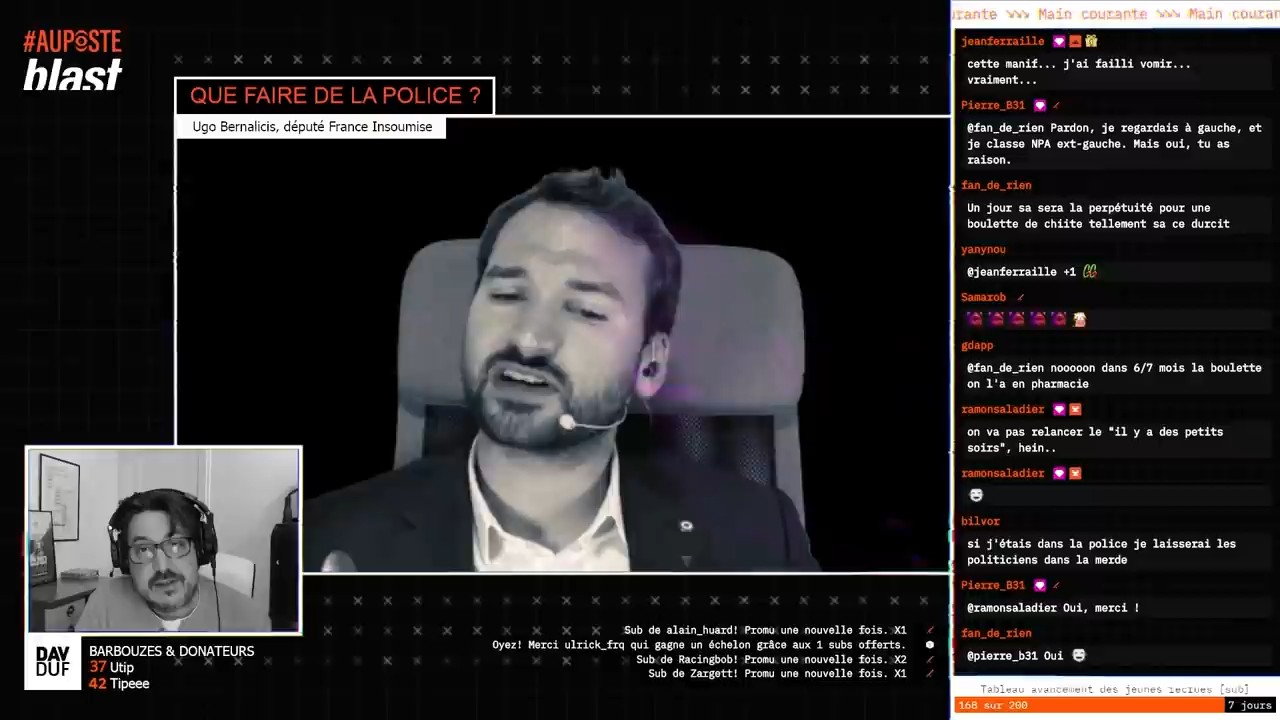 #AUPOSTE
blast
QUE FAIRE DE LA POLICE ?
Ugo Bernalicis, député France Insoumise
DAV
DUF
BARBOUZES & DONATEURS
37 Utip
42 Tipeee
Sub de alain_huard! Promu une nouvelle fois. X1
Oyez! Merci ulrick_frq qui gagne un échelon grâce aux 1 subs offerts.
Sub de Racingbob! Promu une nouvelle fois. X2
Sub de Zargett! Promu une nouvelle fois. X1
urante >>> Main courante >>> Main couran
jeanferraille
cette manif... j'ai failli vomir...
vraiment...
Pierre_B31
@fan_de_rien Pardon, je regardais à gauche, et
je classe NPA ext-gauche. Mais oui, tu as
raison.
fan_de_rien
Un jour sa sera la perpétuité pour une
boulette de chiite tellement sa ce durcit
yanynou
@jeanferraille +1
Samarob
gdapp
@fan_de_rien nooooon dans 6/7 mois la boulette
on l'a en pharmacie
ramonsaladier
on va pas relancer le "il y a des petits
soirs", hein..
ramonsaladier
bilvor
si j'étais dans la police je laisserai les
politiciens dans la merde
Pierre_B31
@ramonsaladier Oui, merci !
fan_de_rien
@pierre_b31 Oui
Tableau avancement des jeunes recrues [sub]
168 sur 200
7 jours